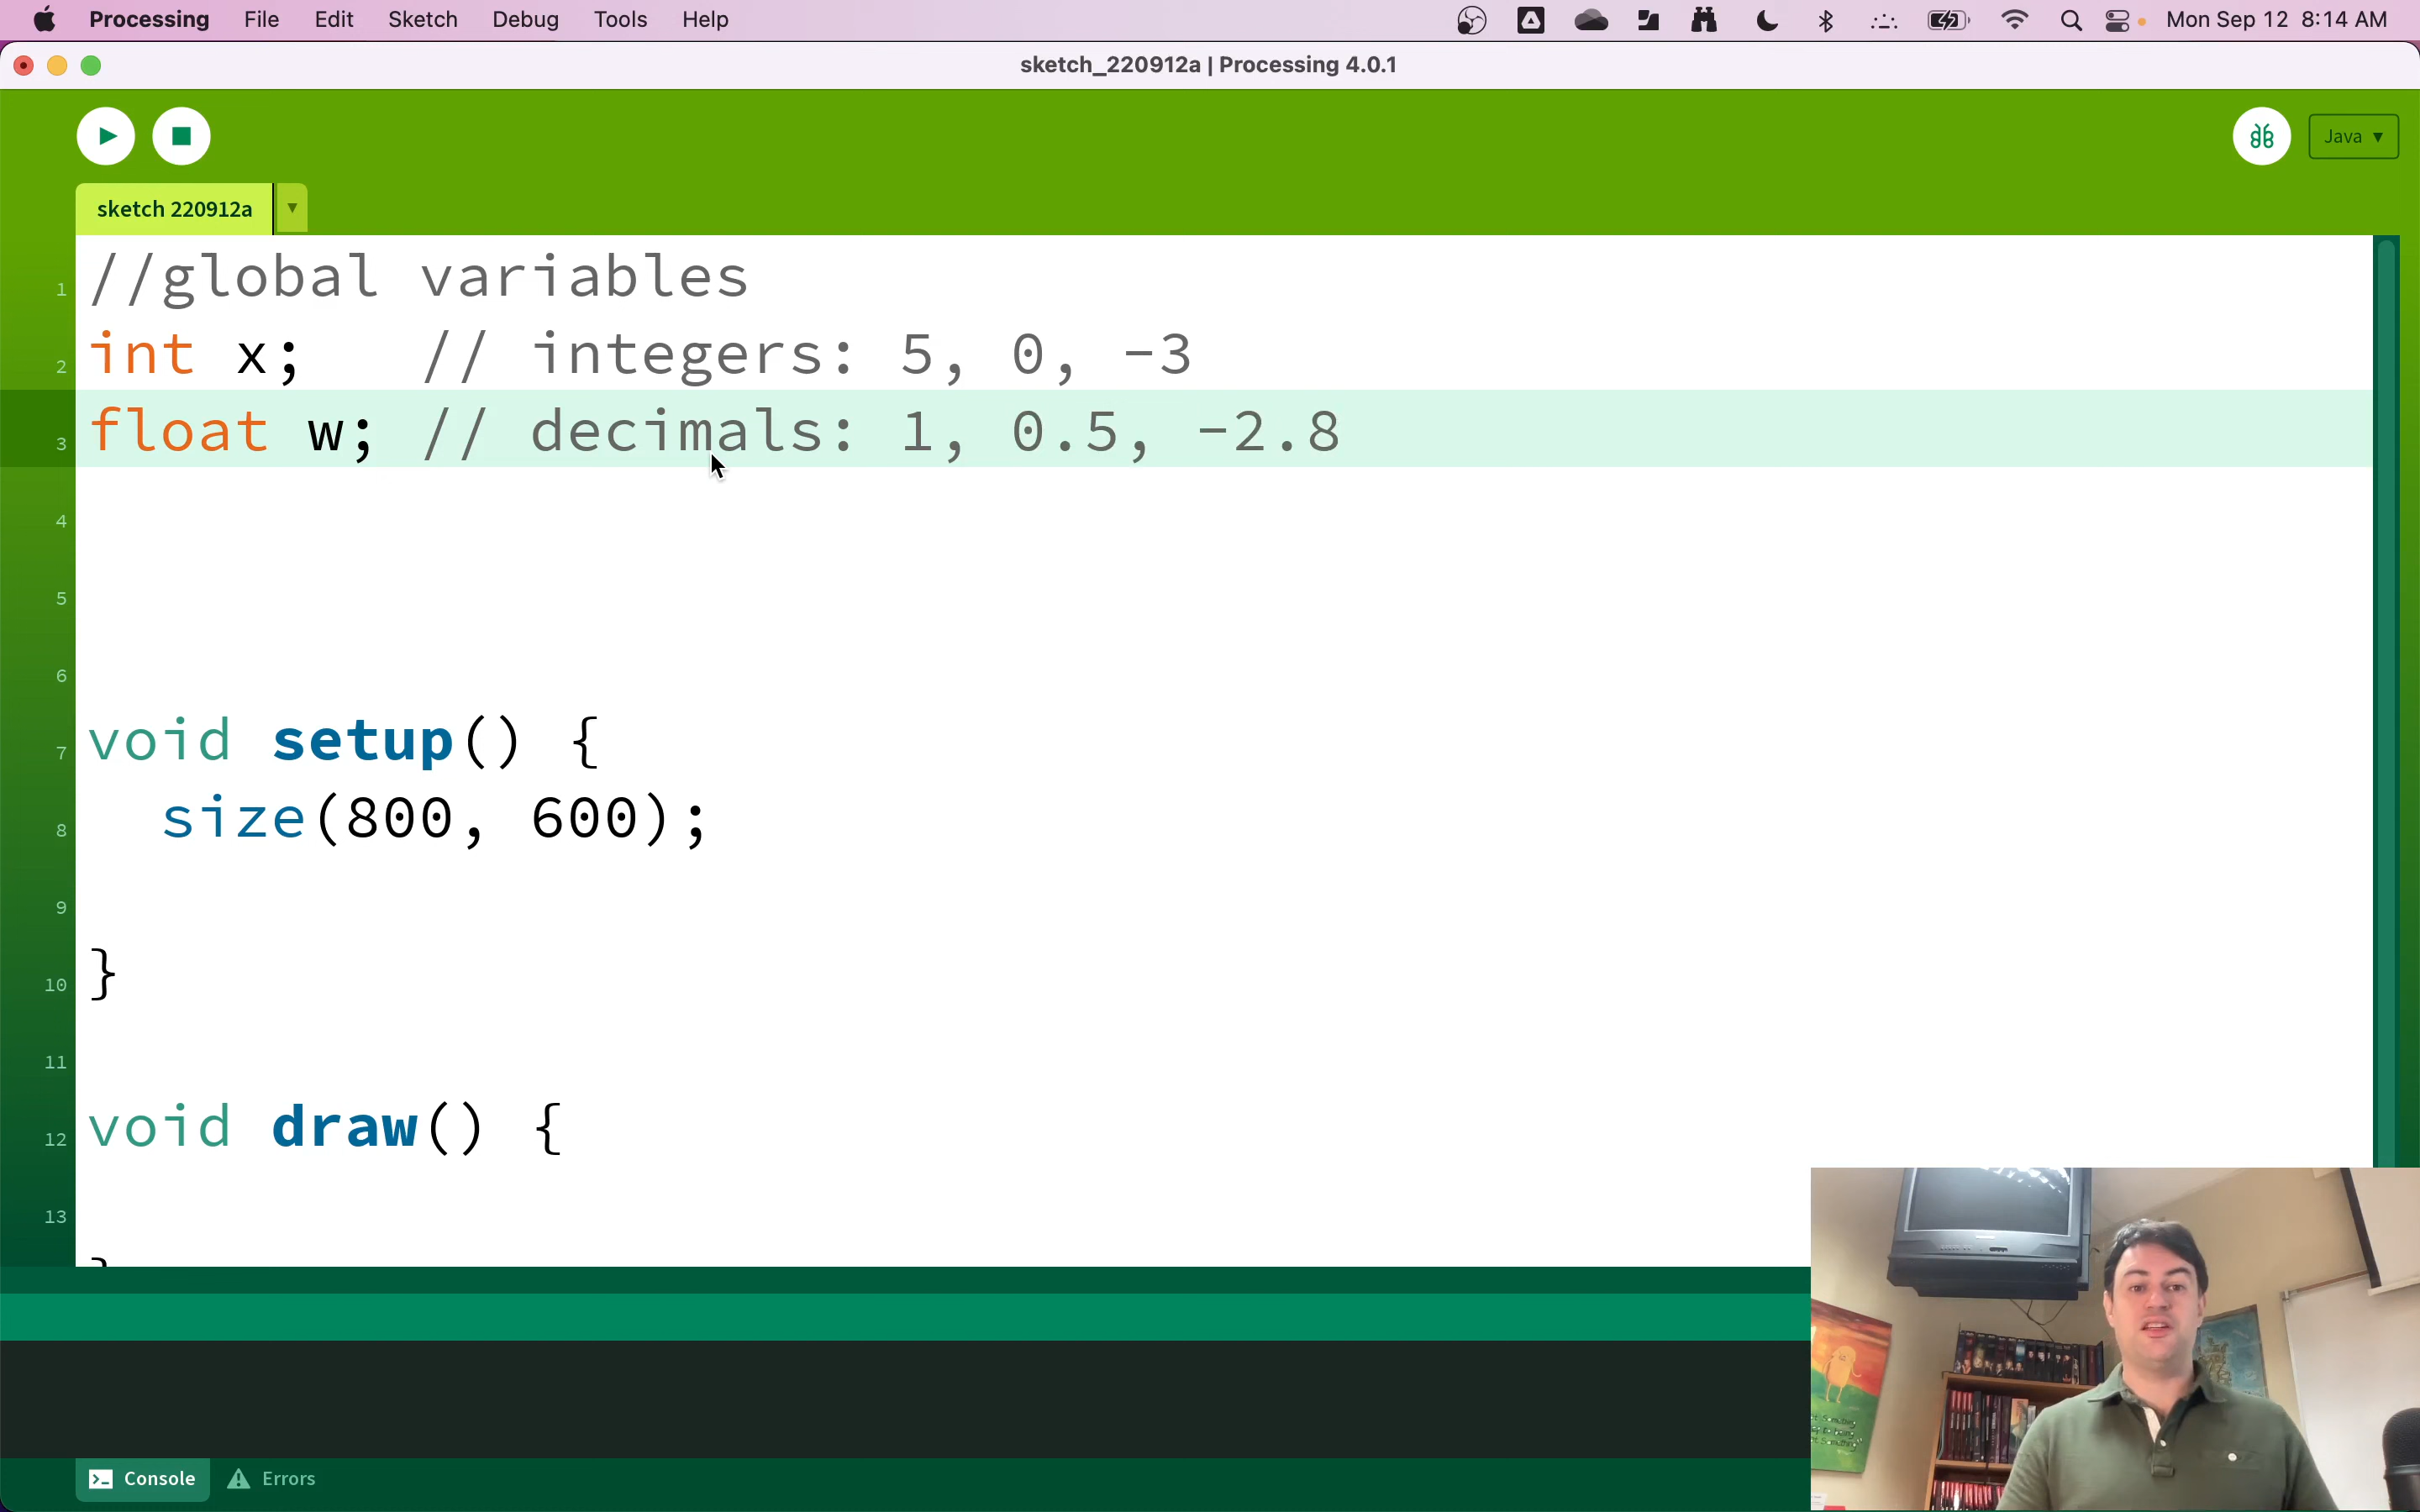 Processing File Edit Sketch Debug Tools Help Mon Sep 12 8:14 AM
sketch_220912a | Processing 4.0.1
Java ▾
sketch 220912a ▾
1 //global variables
2 int x; // integers: 5, 0, -3
3 float w; // decimals: 1, 0.5, -2.8
4
5
6
7 void setup() {
8 size(800, 600);
9
10 }
11
12 void draw() {
13
}
Console Errors